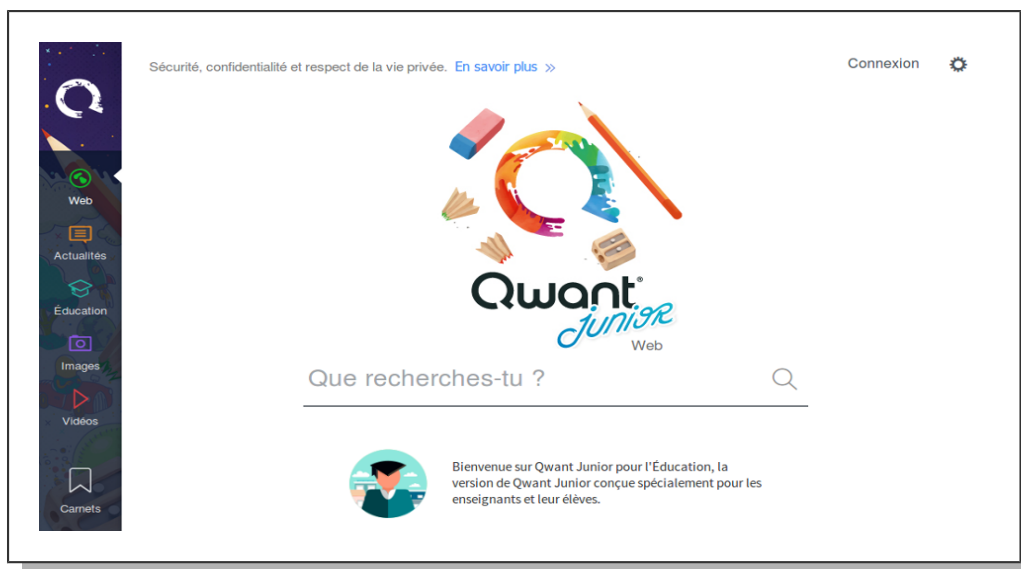 Sécurité, confidentialité et respect de la vie privée. En savoir plus »
Connexion
Web
Actualités
Éducation
Images
Vidéos
Carnets
Qwant®
junior
Web
Que recherches-tu ?
Bienvenue sur Qwant Junior pour l'Éducation, la
version de Qwant Junior conçue spécialement pour les
enseignants et leur élèves.